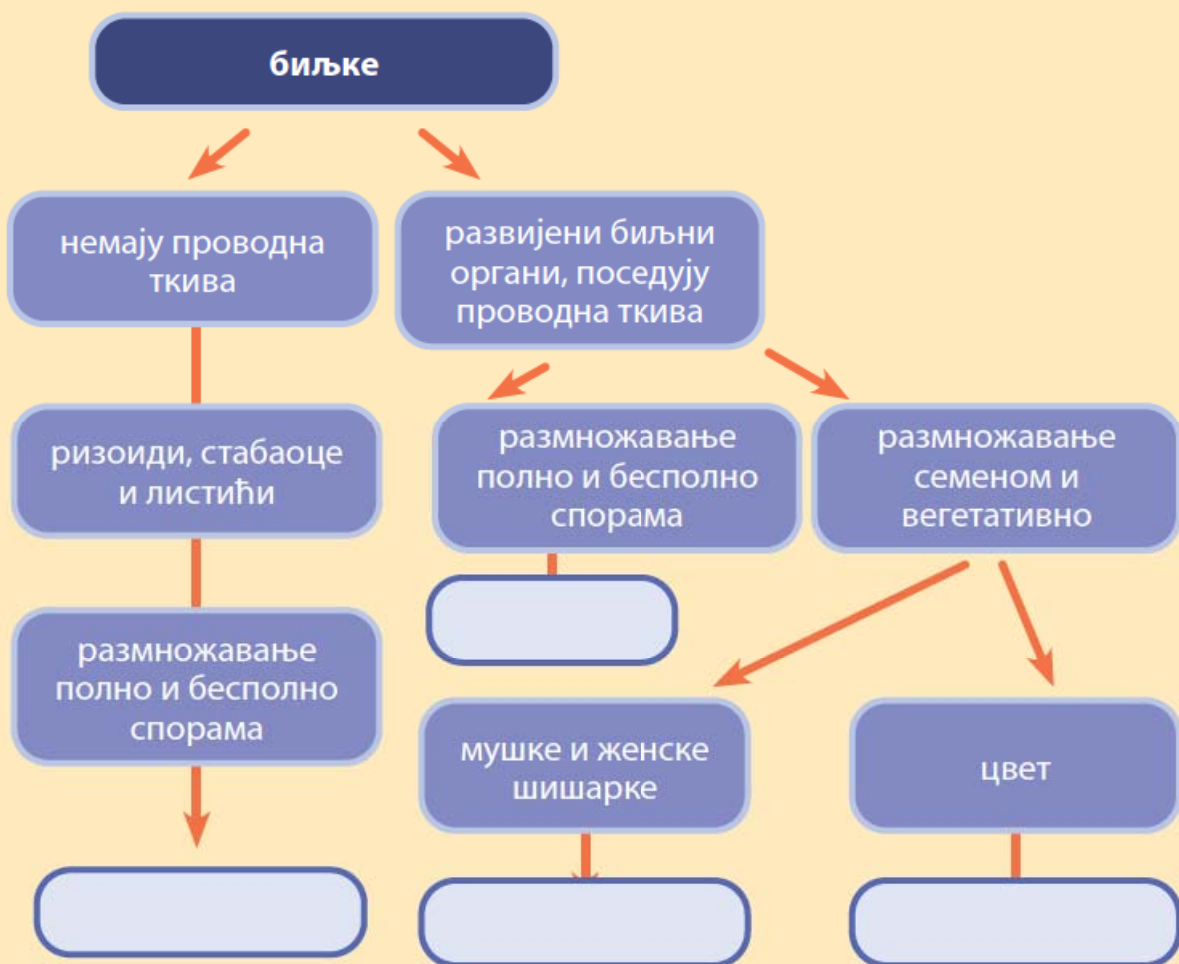 биљке
немају проводна
ткива
развијени биљни
органи, поседују
проводна ткива
ризоиди, стабаоце
и листићи
размножавање
полно и бесполно
спорама
размножавање
семеном и
вегетативно
размножавање
полно и бесполно
спорама
мушке и женске
шишарке
цвет